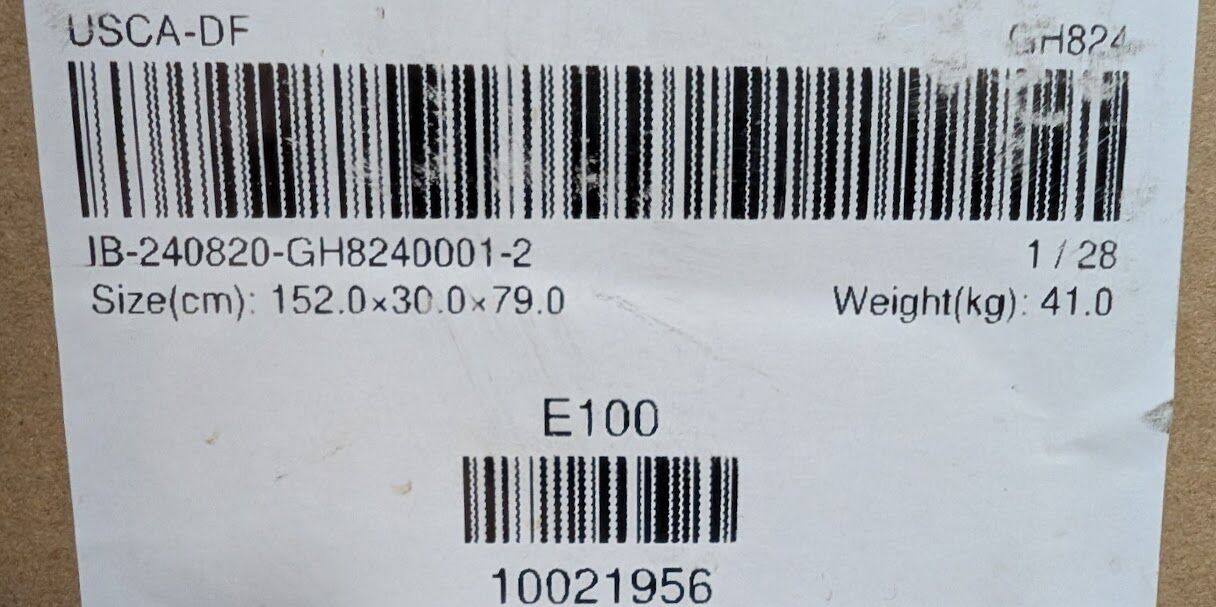 USCA-DF GH824
IB-240820-GH8240001-2 1 / 28
Size(cm): 152.0×30.0×79.0 Weight(kg): 41.0
E100
10021956